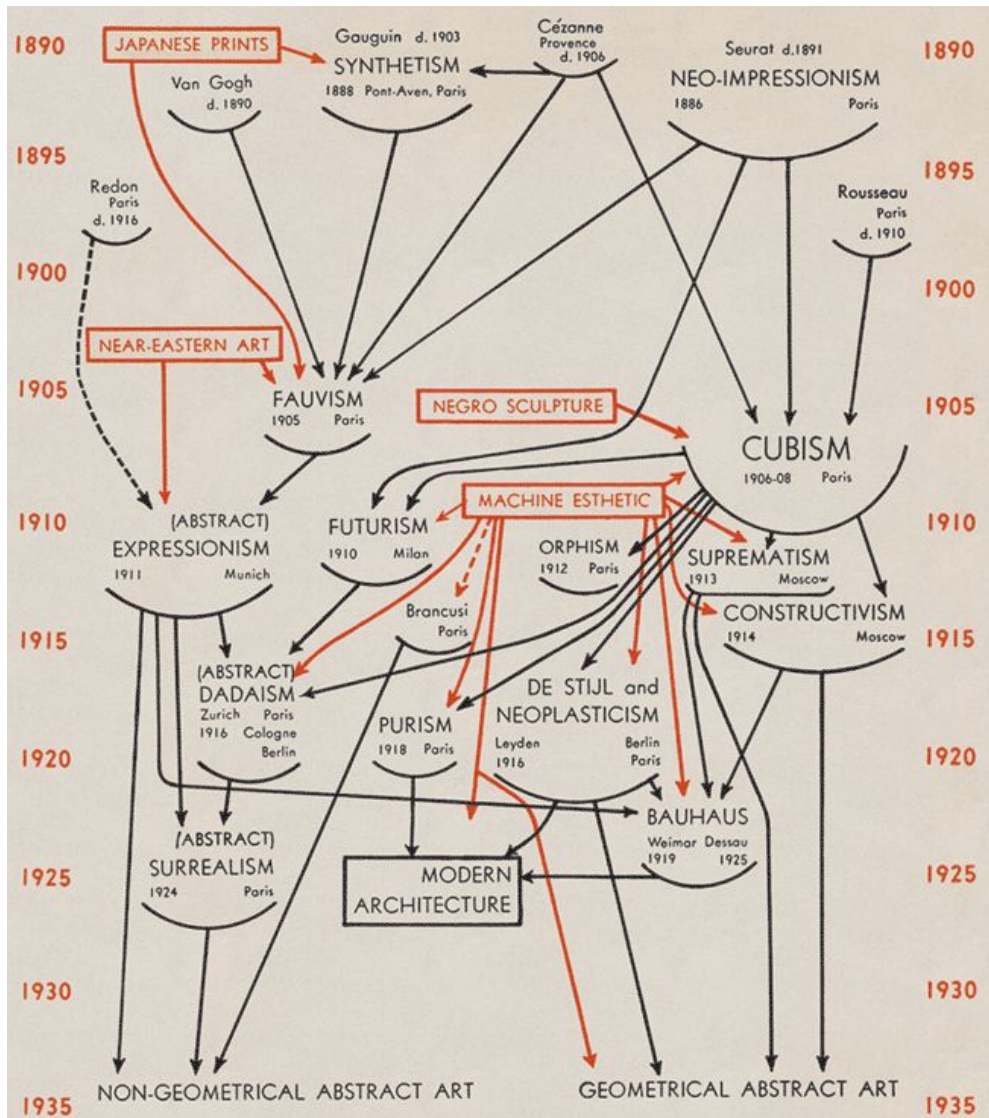 1890
JAPANESE PRINTS
Gauguin d. 1903
SYNTHETISM
1888 Pont-Aven, Paris
Cézanne
Provence
d. 1906
Seurat d.1891
NEO-IMPRESSIONISM
1886 Paris
1890
Van Gogh
d. 1890
1895
1895
Redon
Paris
d. 1916
Rousseau
Paris
d. 1910
1900
1900
NEAR-EASTERN ART
1905
FAUVISM
1905 Paris
NEGRO SCULPTURE
1905
CUBISM
1906-08 Paris
MACHINE ESTHETIC
1910
(ABSTRACT)
EXPRESSIONISM
1911 Munich
FUTURISM
1910 Milan
ORPHISM
1912 Paris
SUPREMATISM
1913 Moscow
1910
Brancusi
Paris
CONSTRUCTIVISM
1914 Moscow
1915
1915
(ABSTRACT)
DADAISM
Zurich Paris
1916 Cologne
Berlin
PURISM
1918 Paris
DE STIJL and
NEOPLASTICISM
Leyden Berlin
1916 Paris
1920
1920
BAUHAUS
Weimar Dessau
1919 1925
(ABSTRACT)
SURREALISM
1924 Paris
MODERN
ARCHITECTURE
1925
1925
1930
1930
NON-GEOMETRICAL ABSTRACT ART
GEOMETRICAL ABSTRACT ART
1935
1935